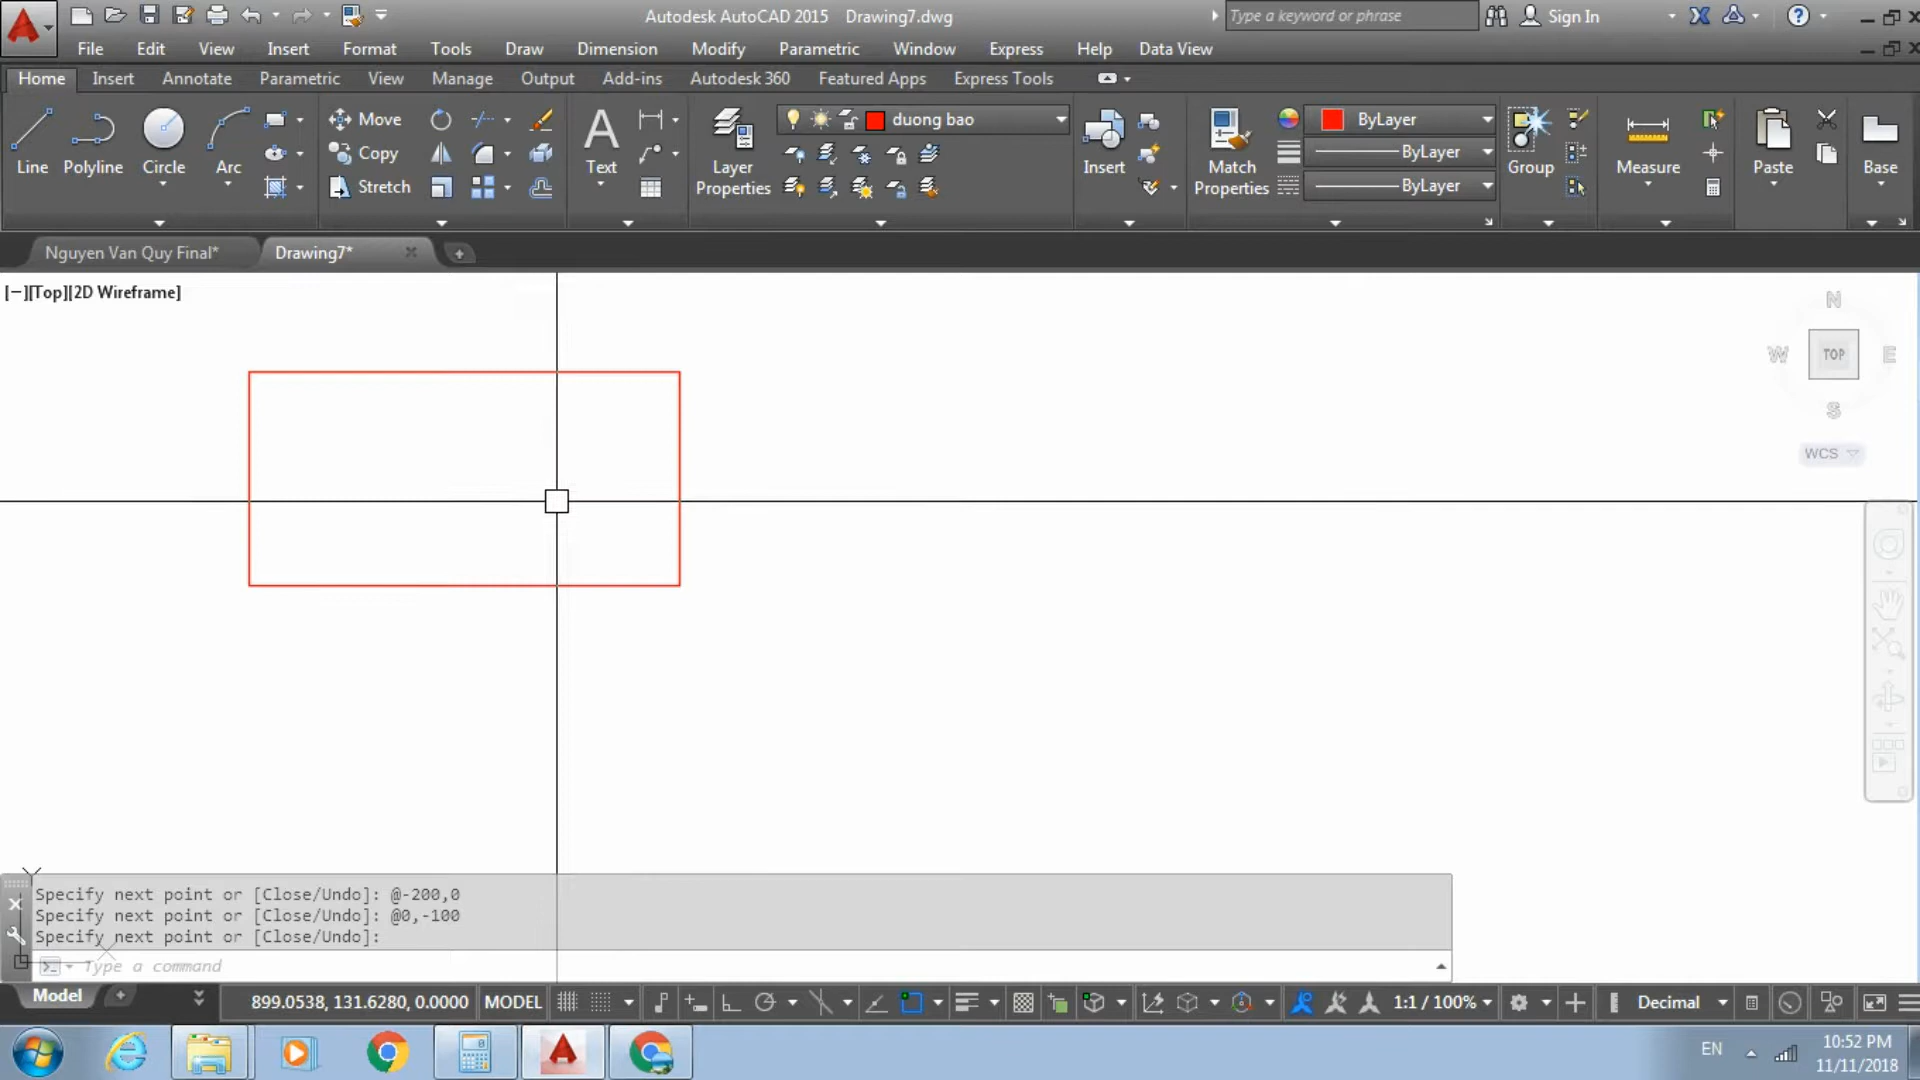 Autodesk AutoCAD 2015 Drawing7.dwg
Type a keyword or phrase
Sign In
File Edit View Insert Format Tools Draw Dimension Modify Parametric Window Express Help Data View
Home Insert Annotate Parametric View Manage Output Add-ins Autodesk 360 Featured Apps Express Tools
Line Polyline Circle Arc
Move
Copy
Stretch
Text
Layer
Properties
duong bao
Insert
Match
Properties
ByLayer
ByLayer
ByLayer
Group
Measure
Paste
Base
Nguyen Van Quy Final* Drawing7*
[−][Top][2D Wireframe]
N
W TOP E
S
WCS
Specify next point or [Close/Undo]: @-200,0
Specify next point or [Close/Undo]: @0,-100
Specify next point or [Close/Undo]:
Type a command
Model
899.0538, 131.6280, 0.0000 MODEL
1:1 / 100%
Decimal
EN
10:52 PM
11/11/2018